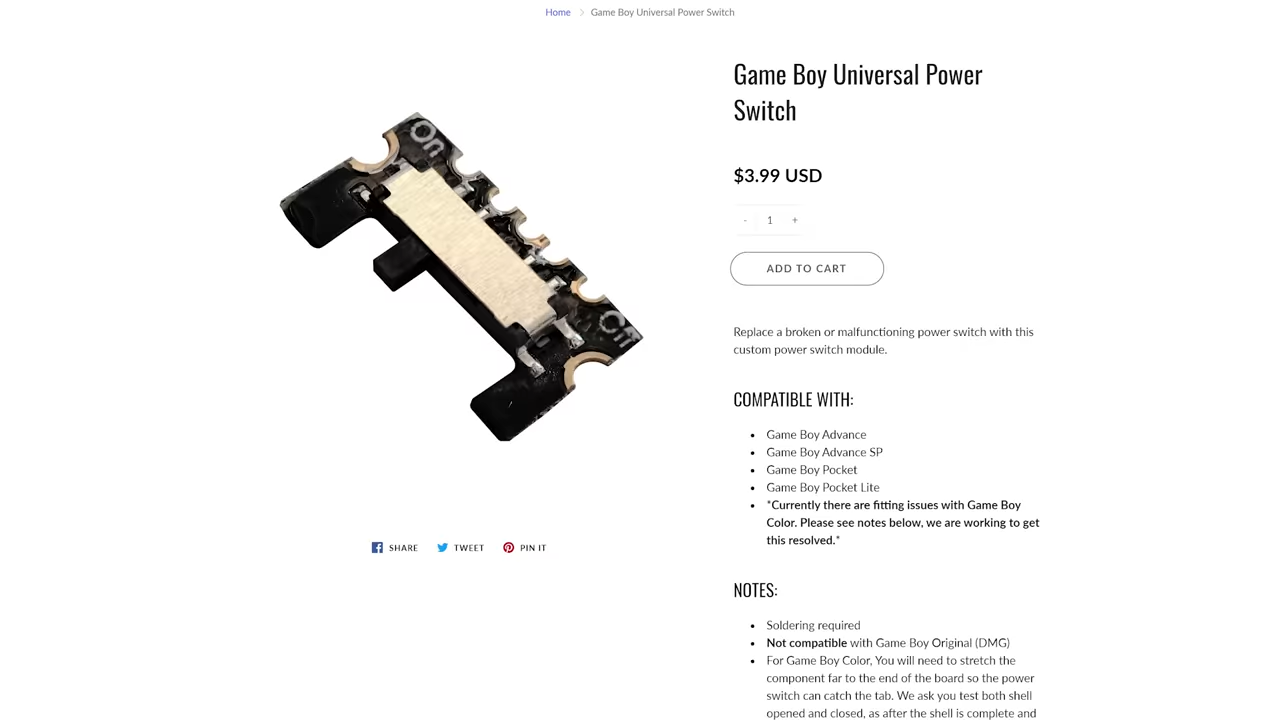 Home > Game Boy Universal Power Switch
On
Off
Game Boy Universal Power
Switch
$3.99 USD
- 1 +
ADD TO CART
Replace a broken or malfunctioning power switch with this
custom power switch module.
COMPATIBLE WITH:
• Game Boy Advance
• Game Boy Advance SP
• Game Boy Pocket
• Game Boy Pocket Lite
• *Currently there are fitting issues with Game Boy
Color. Please see notes below, we are working to get
this resolved.*
SHARE TWEET PIN IT
NOTES:
• Soldering required
• Not compatible with Game Boy Original (DMG)
• For Game Boy Color, You will need to stretch the
component far to the end of the board so the power
switch can catch the tab. We ask you test both shell
opened and closed, as after the shell is complete and